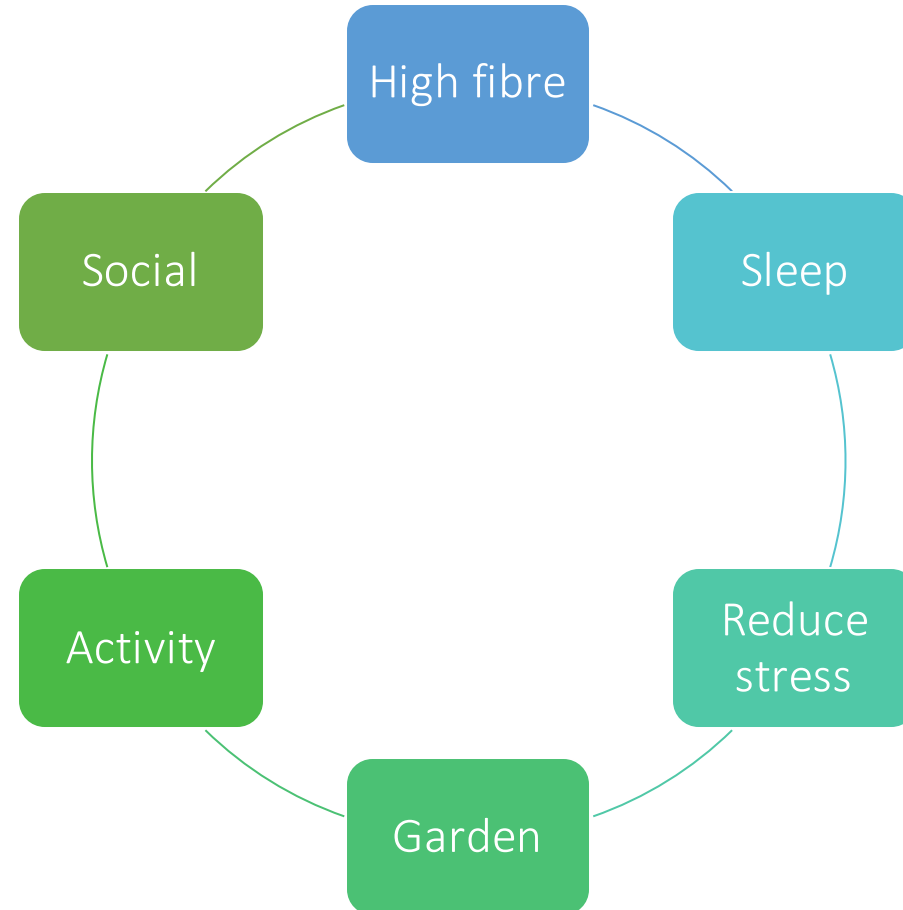 High fibre
Sleep
Reduce
stress
Garden
Activity
Social